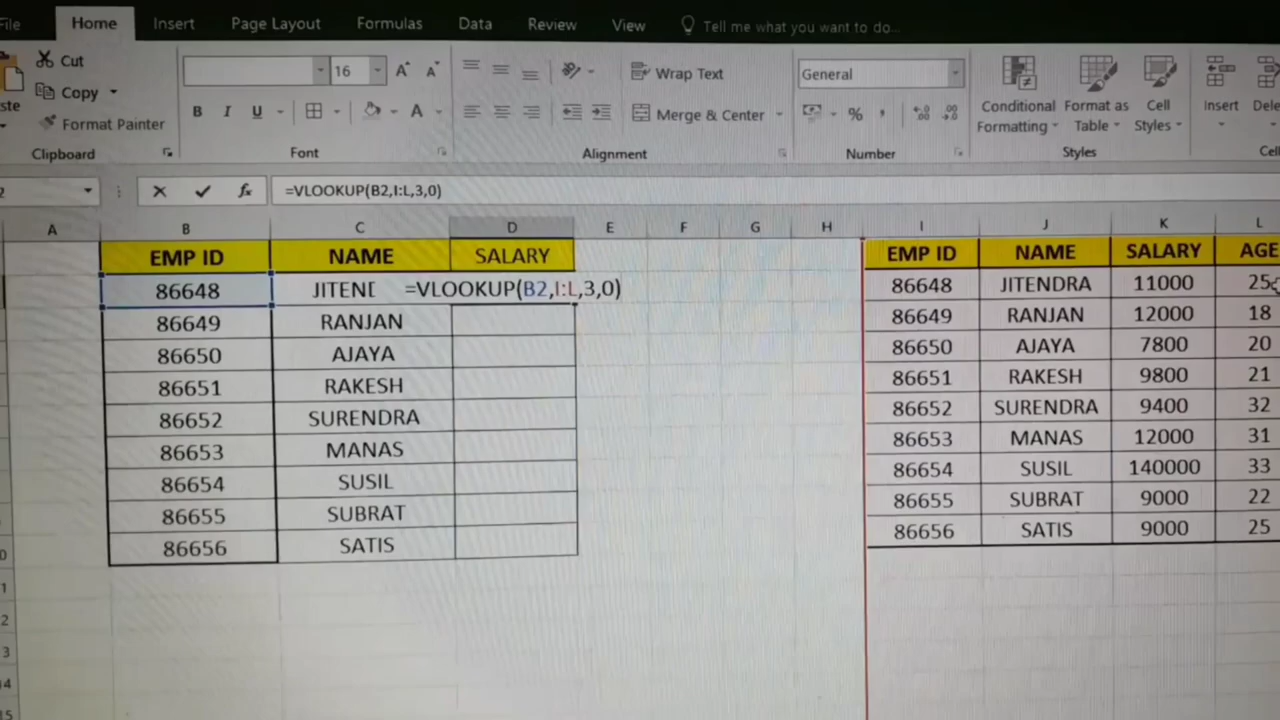 File Home Insert Page Layout Formulas Data Review View Tell me what you want to do...
Cut
Copy
Format Painter
16
B I U
Wrap Text
Merge & Center
General
%
Conditional Formatting
Format as Table
Cell Styles
Insert
Clipboard Font Alignment Number Styles
=VLOOKUP(B2,I:L,3,0)
A B C D E F G H I J K L
EMP ID NAME SALARY EMP ID NAME SALARY AGE
86648 JITEND =VLOOKUP(B2,I:L,3,0) 86648 JITENDRA 11000 25
86649 RANJAN 86649 RANJAN 12000 18
86650 AJAYA 86650 AJAYA 7800 20
86651 RAKESH 86651 RAKESH 9800 21
86652 SURENDRA 86652 SURENDRA 9400 32
86653 MANAS 86653 MANAS 12000 31
86654 SUSIL 86654 SUSIL 140000 33
86655 SUBRAT 86655 SUBRAT 9000 22
86656 SATIS 86656 SATIS 9000 25